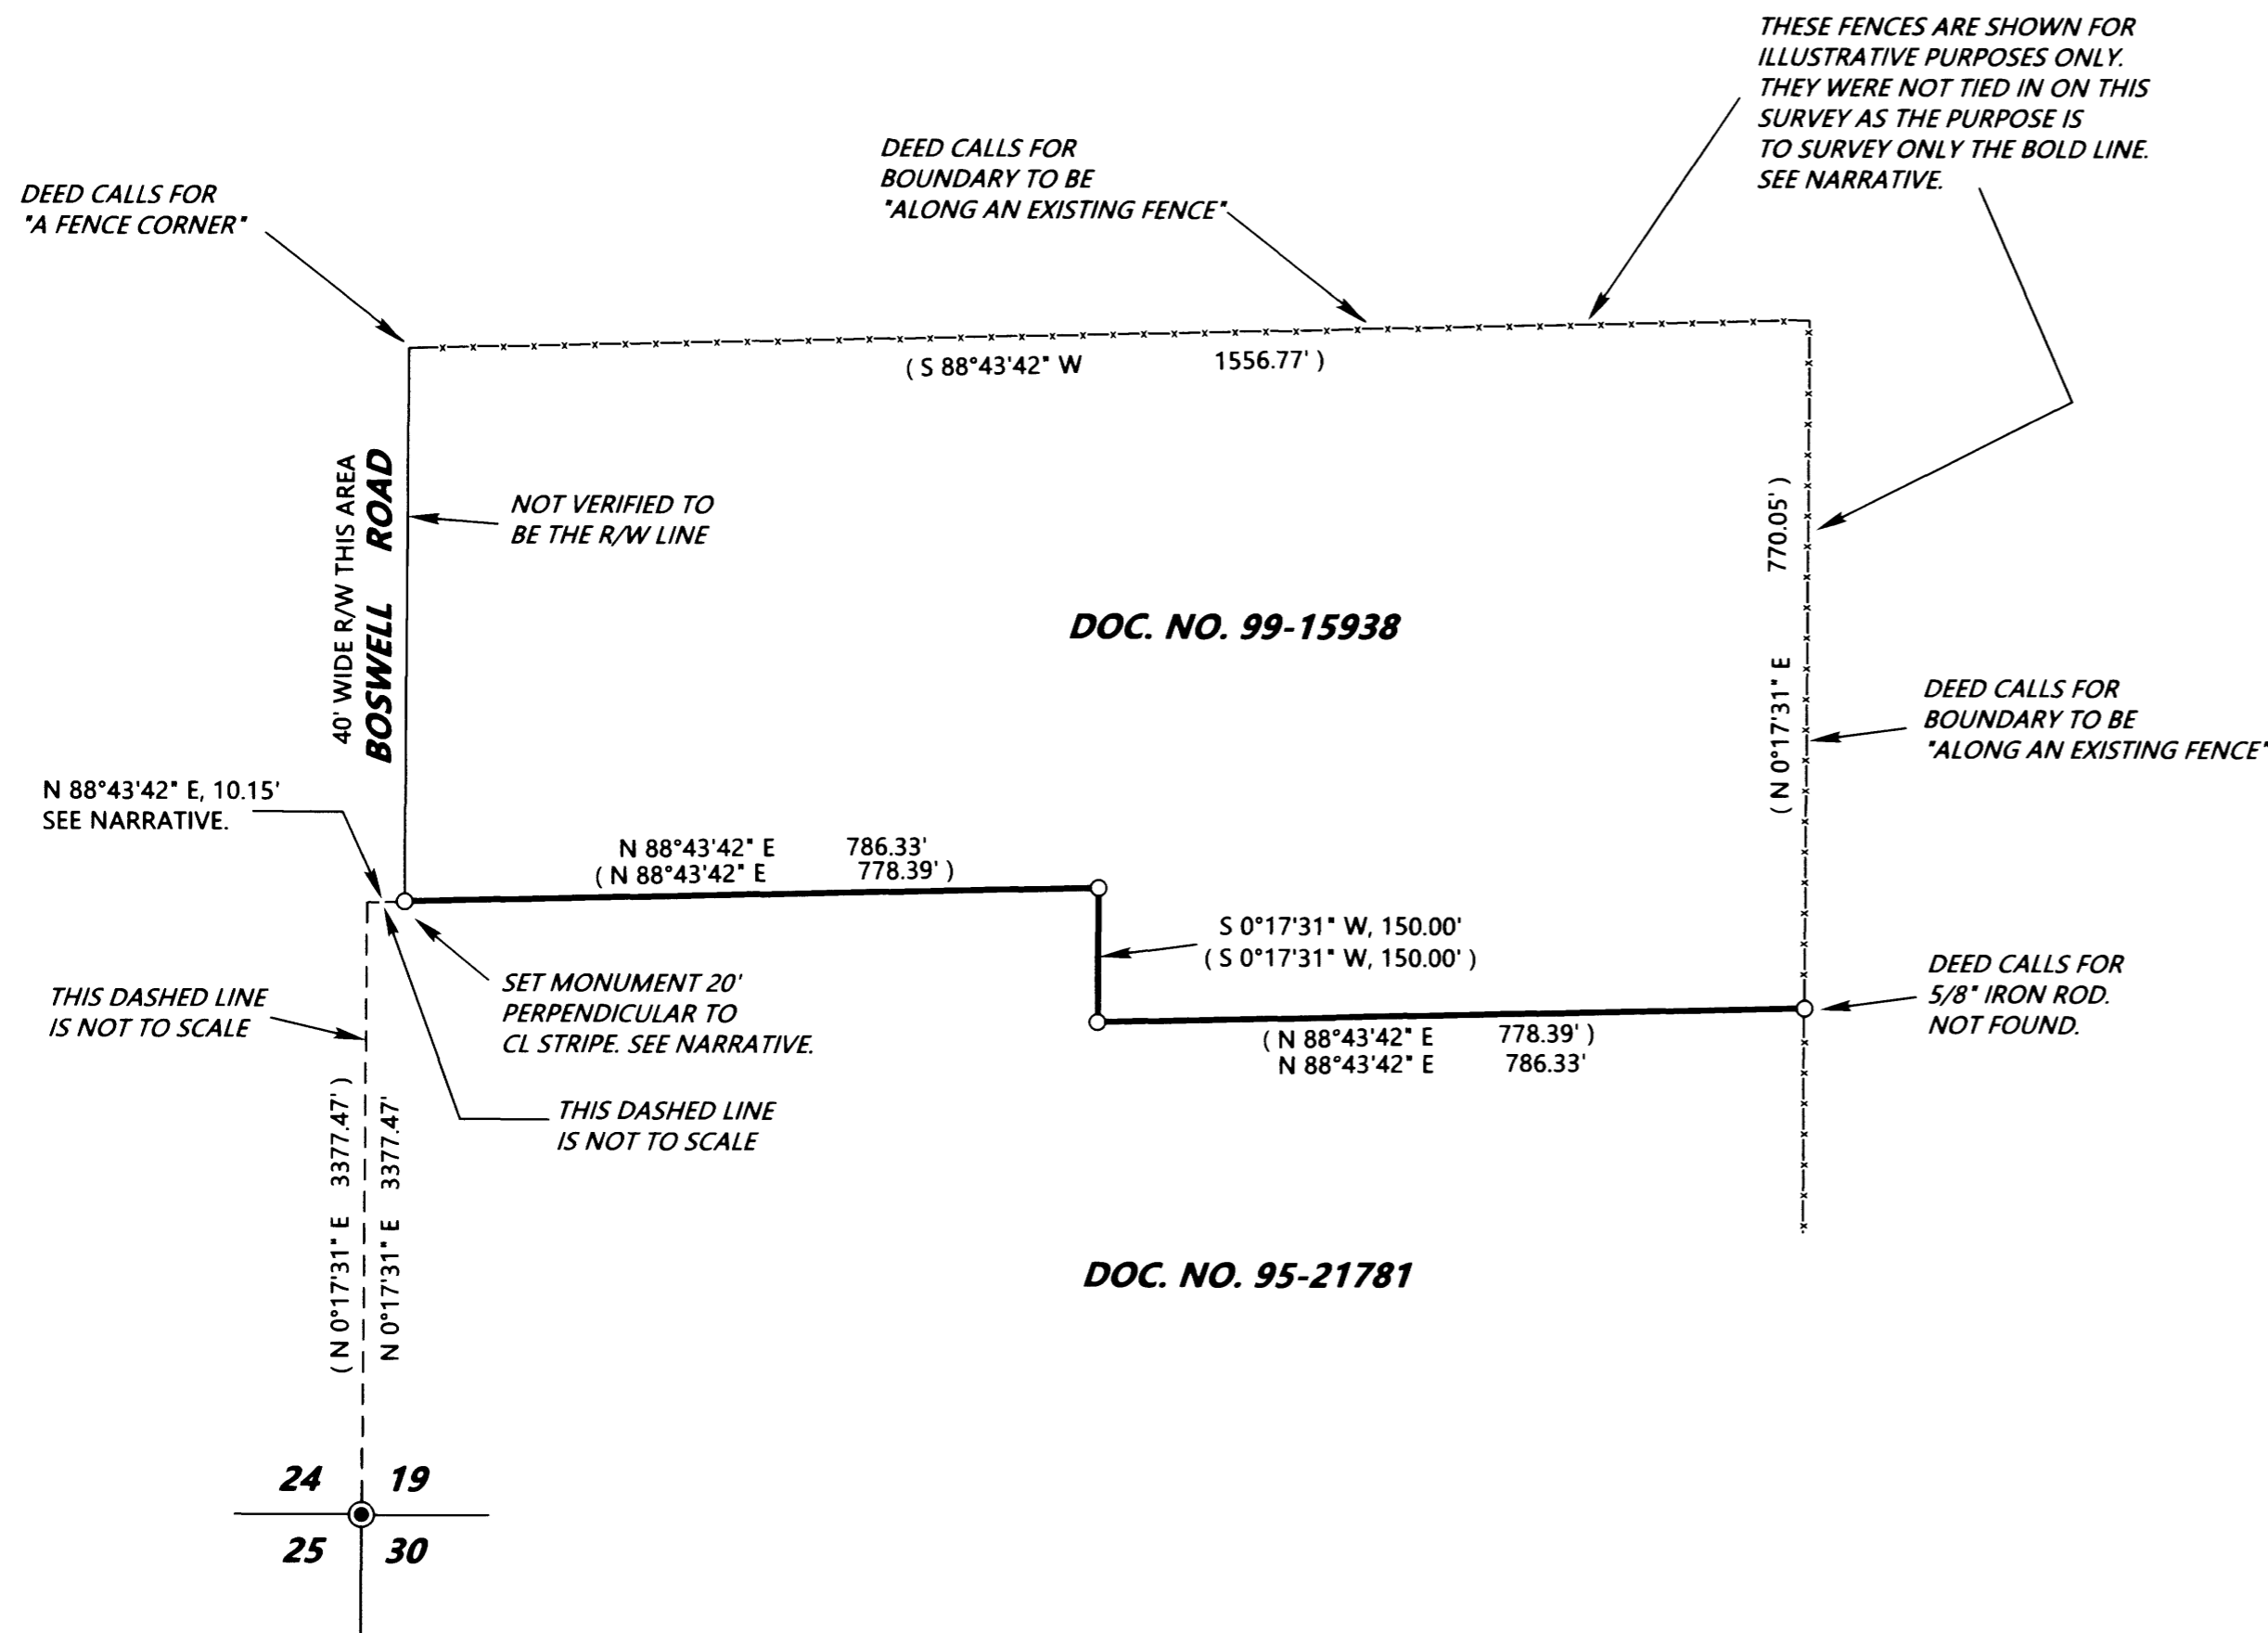 THESE FENCES ARE SHOWN FOR
ILLUSTRATIVE PURPOSES ONLY.
THEY WERE NOT TIED IN ON THIS
SURVEY AS THE PURPOSE IS
TO SURVEY ONLY THE BOLD LINE.
SEE NARRATIVE.
DEED CALLS FOR
BOUNDARY TO BE
"ALONG AN EXISTING FENCE"
DEED CALLS FOR
"A FENCE CORNER"
( S 88°43'42" W 1556.77' )
40' WIDE R/W THIS AREA
BOSWELL ROAD
NOT VERIFIED TO
BE THE R/W LINE
( N 0°17'31" E 770.05' )
DOC. NO. 99-15938
DEED CALLS FOR
BOUNDARY TO BE
"ALONG AN EXISTING FENCE"
N 88°43'42" E, 10.15'
SEE NARRATIVE.
N 88°43'42" E 786.33'
( N 88°43'42" E 778.39' )
S 0°17'31" W, 150.00'
( S 0°17'31" W, 150.00' )
DEED CALLS FOR
5/8" IRON ROD.
NOT FOUND.
THIS DASHED LINE
IS NOT TO SCALE
SET MONUMENT 20'
PERPENDICULAR TO
CL STRIPE. SEE NARRATIVE.
( N 88°43'42" E 778.39' )
N 88°43'42" E 786.33'
THIS DASHED LINE
IS NOT TO SCALE
( N 0°17'31" E 3377.47' )
N 0°17'31" E 3377.47'
DOC. NO. 95-21781
24 19
25 30